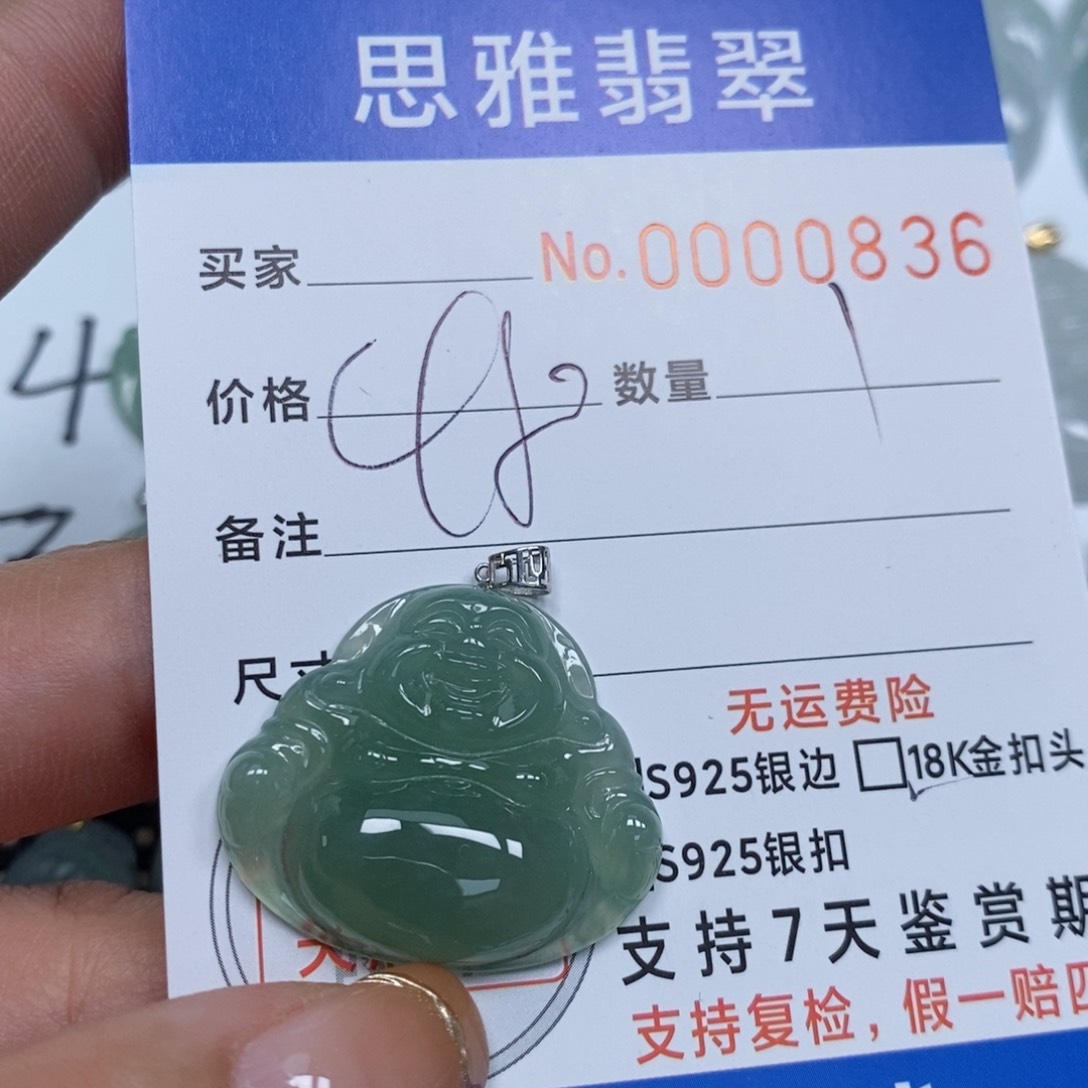 思雅翡翠
买家 No.0000836
价格 数量 1
备注
尺寸
无运费险
S925银边 □18K金扣头
S925银扣
支持7天鉴赏期
支持复检，假一赔四
4